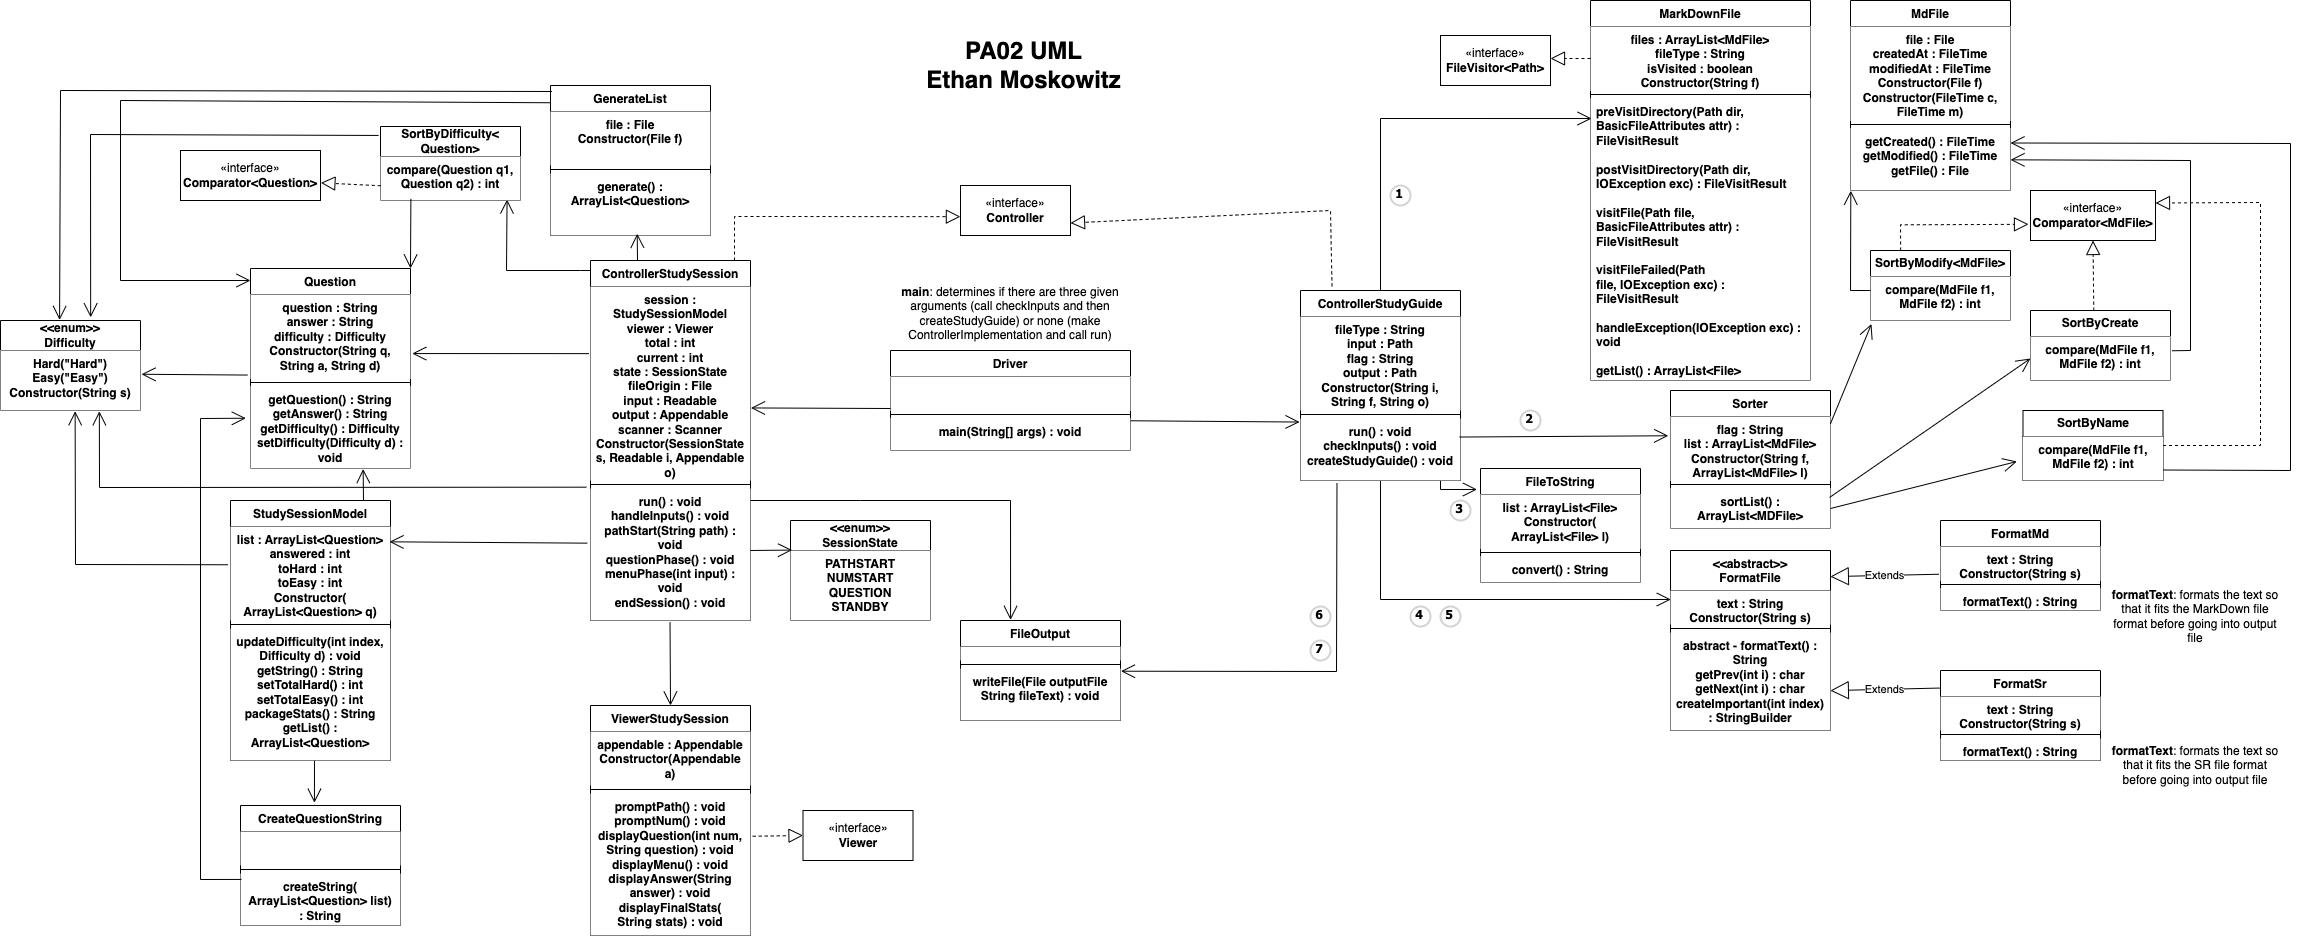 PA02 UML
Ethan Moskowitz
GenerateList
file : File
Constructor(File f)
generate() :
ArrayList<Question>
SortByDifficulty<
Question>
compare(Question q1,
Question q2) : int
«interface»
Comparator<Question>
Question
question : String
answer : String
difficulty : Difficulty
Constructor(String q,
String a, String d)
getQuestion() : String
getAnswer() : String
getDifficulty() : Difficulty
setDifficulty(Difficulty d) :
void
<<enum>>
Difficulty
Hard("Hard")
Easy("Easy")
Constructor(String s)
StudySessionModel
list : ArrayList<Question>
answered : int
toHard : int
toEasy : int
Constructor(
ArrayList<Question> q)
updateDifficulty(int index,
Difficulty d) : void
getString() : String
setTotalHard() : int
setTotalEasy() : int
packageStats() : String
getList() :
ArrayList<Question>
CreateQuestionString
createString(
ArrayList<Question> list)
: String
ControllerStudySession
session :
StudySessionModel
viewer : Viewer
total : int
current : int
state : SessionState
fileOrigin : File
input : Readable
output : Appendable
scanner : Scanner
Constructor(SessionState
s, Readable i, Appendable
o)
run() : void
handleInputs() : void
pathStart(String path) :
void
questionPhase() : void
menuPhase(int input) :
void
endSession() : void
ViewerStudySession
appendable : Appendable
Constructor(Appendable
a)
promptPath() : void
promptNum() : void
displayQuestion(int num,
String question) : void
displayMenu() : void
displayAnswer(String
answer) : void
displayFinalStats(
String stats) : void
«interface»
Viewer
<<enum>>
SessionState
PATHSTART
NUMSTART
QUESTION
STANDBY
«interface»
Controller
main: determines if there are three given
arguments (call checkInputs and then
createStudyGuide) or none (make
ControllerImplementation and call run)
Driver
main(String[] args) : void
FileOutput
writeFile(File outputFile
String fileText) : void
ControllerStudyGuide
fileType : String
input : Path
flag : String
output : Path
Constructor(String i,
String f, String o)
run() : void
checkInputs() : void
createStudyGuide() : void
1
2
3
4
5
6
7
«interface»
FileVisitor<Path>
MarkDownFile
files : ArrayList<MdFile>
fileType : String
isVisited : boolean
Constructor(String f)
preVisitDirectory(Path dir,
BasicFileAttributes attr) :
FileVisitResult
postVisitDirectory(Path dir,
IOException exc) : FileVisitResult
visitFile(Path file,
BasicFileAttributes attr) :
FileVisitResult
visitFileFailed(Path
file, IOException exc) :
FileVisitResult
handleException(IOException exc) :
void
getList() : ArrayList<File>
MdFile
file : File
createdAt : FileTime
modifiedAt : FileTime
Constructor(File f)
Constructor(FileTime c,
FileTime m)
getCreated() : FileTime
getModified() : FileTime
getFile() : File
«interface»
Comparator<MdFile>
SortByModify<MdFile>
compare(MdFile f1,
MdFile f2) : int
SortByCreate
compare(MdFile f1,
MdFile f2) : int
SortByName
compare(MdFile f1,
MdFile f2) : int
Sorter
flag : String
list : ArrayList<MdFile>
Constructor(String f,
ArrayList<MdFile> l)
sortList() :
ArrayList<MDFile>
FileToString
list : ArrayList<File>
Constructor(
ArrayList<File> l)
convert() : String
<<abstract>>
FormatFile
text : String
Constructor(String s)
abstract - formatText() :
String
getPrev(int i) : char
getNext(int i) : char
createImportant(int index)
: StringBuilder
Extends
FormatMd
text : String
Constructor(String s)
formatText() : String
formatText: formats the text so
that it fits the MarkDown file
format before going into output
file
Extends
FormatSr
text : String
Constructor(String s)
formatText() : String
formatText: formats the text so
that it fits the SR file format
before going into output file